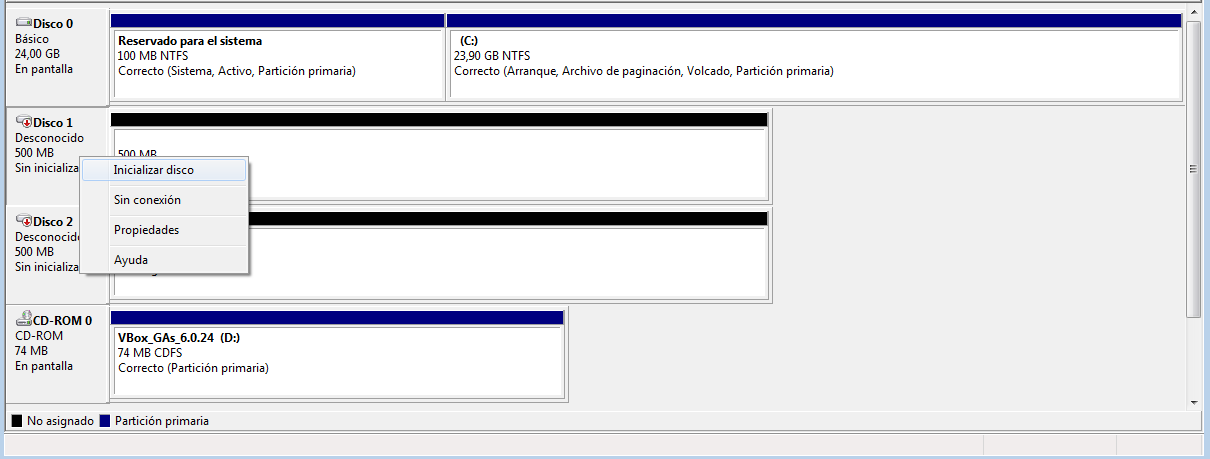 Disco 0
Básico
24,00 GB
En pantalla
Reservado para el sistema
100 MB NTFS
Correcto (Sistema, Activo, Partición primaria)
(C:)
23,90 GB NTFS
Correcto (Arranque, Archivo de paginación, Volcado, Partición primaria)
Disco 1
Desconocido
500 MB
Sin inicializa
500 MB
Inicializar disco
Sin conexión
Propiedades
Ayuda
Disco 2
Desconocido
500 MB
Sin inicializa
CD-ROM 0
CD-ROM
74 MB
En pantalla
VBox_GAs_6.0.24 (D:)
74 MB CDFS
Correcto (Partición primaria)
No asignado
Partición primaria